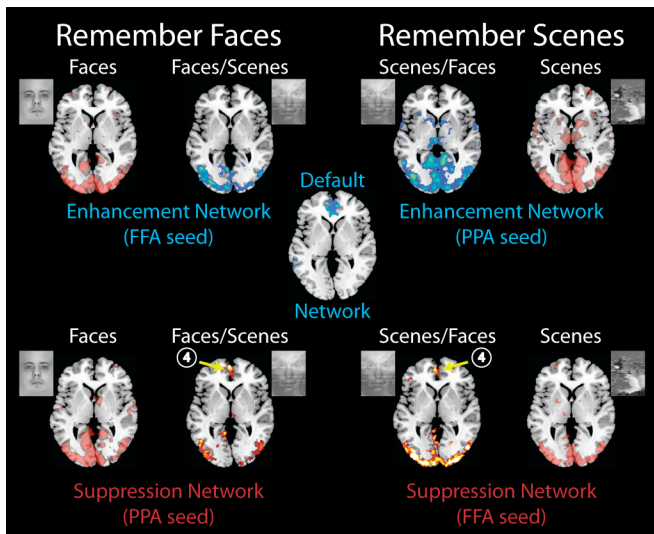 Remember Faces
Remember Scenes
Faces
Faces/Scenes
Scenes/Faces
Scenes
Enhancement Network
(FFA seed)
Default
Network
Enhancement Network
(PPA seed)
Faces
Faces/Scenes
Scenes/Faces
Scenes
4
4
Suppression Network
(PPA seed)
Suppression Network
(FFA seed)